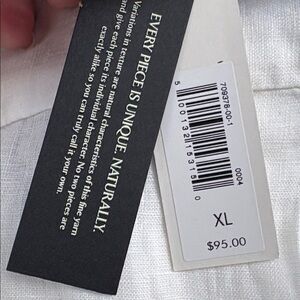 EVERY PIECE IS UNIQUE. NATURALLY.
Variations in texture are natural characteristics of this fine yarn
and give each piece its individual character. No two pieces are
exactly alike so you can truly call it your own.
709378-00-1
0004
XL
$95.00